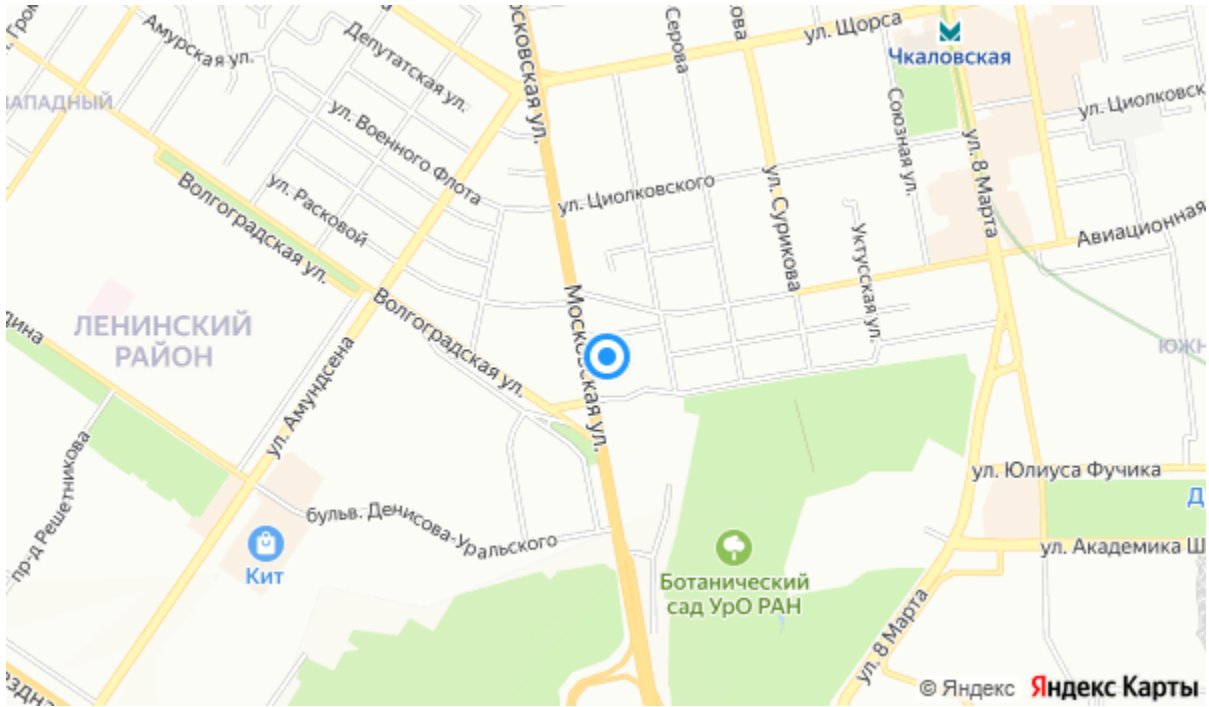 Амурская ул.
Депутатская ул.
Московская ул.
Серова
ул. Щорса
Чкаловская
ЗАПАДНЫЙ
ул. Военного Флота
ул. Расковой
ул. Циолковского
Союзная ул.
ул. 8 Марта
ул. Циолковск
Волгоградская ул.
ул. Сурикова
Уктусская ул.
Авиационная
ЛЕНИНСКИЙ
РАЙОН
Волгоградская ул.
Московская ул.
ЮЖН
ул. Амундсена
пр-д Решетникова
ул. Юлиуса Фучика
бульв. Денисова-Уральского
Кит
Ботанический
сад УрО РАН
ул. Академика Ш
ул. 8 Марта
© Яндекс Яндекс Карты